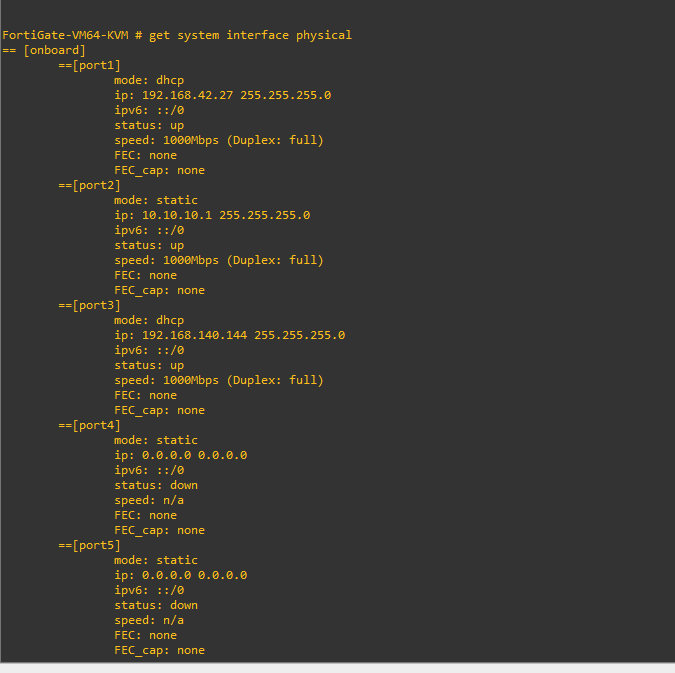 FortiGate-VM64-KVM # get system interface physical
== [onboard]
==[port1]
mode: dhcp
ip: 192.168.42.27 255.255.255.0
ipv6: ::/0
status: up
speed: 1000Mbps (Duplex: full)
FEC: none
FEC_cap: none
==[port2]
mode: static
ip: 10.10.10.1 255.255.255.0
ipv6: ::/0
status: up
speed: 1000Mbps (Duplex: full)
FEC: none
FEC_cap: none
==[port3]
mode: dhcp
ip: 192.168.140.144 255.255.255.0
ipv6: ::/0
status: up
speed: 1000Mbps (Duplex: full)
FEC: none
FEC_cap: none
==[port4]
mode: static
ip: 0.0.0.0 0.0.0.0
ipv6: ::/0
status: down
speed: n/a
FEC: none
FEC_cap: none
==[port5]
mode: static
ip: 0.0.0.0 0.0.0.0
ipv6: ::/0
status: down
speed: n/a
FEC: none
FEC_cap: none